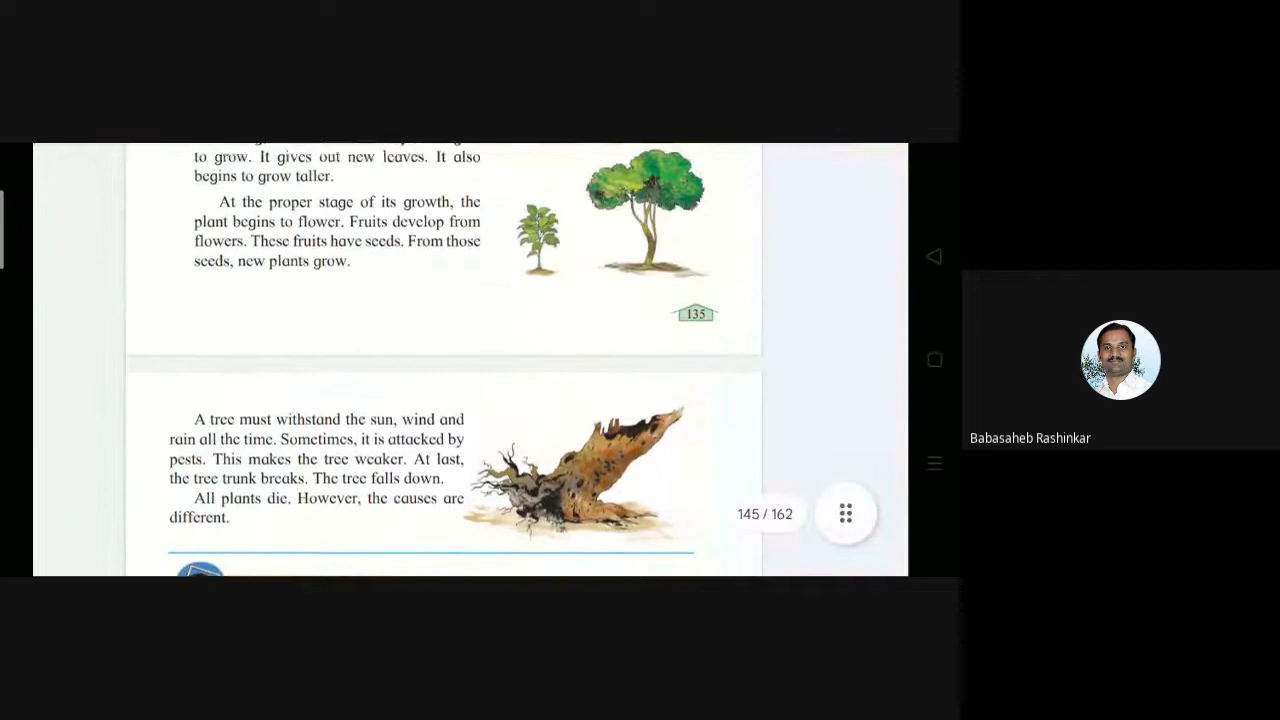 to grow. It gives out new leaves. It also
begins to grow taller.
At the proper stage of its growth, the
plant begins to flower. Fruits develop from
flowers. These fruits have seeds. From those
seeds, new plants grow.
135
A tree must withstand the sun, wind and
rain all the time. Sometimes, it is attacked by
pests. This makes the tree weaker. At last,
the tree trunk breaks. The tree falls down.
All plants die. However, the causes are
different.
145 / 162
Babasaheb Rashinkar